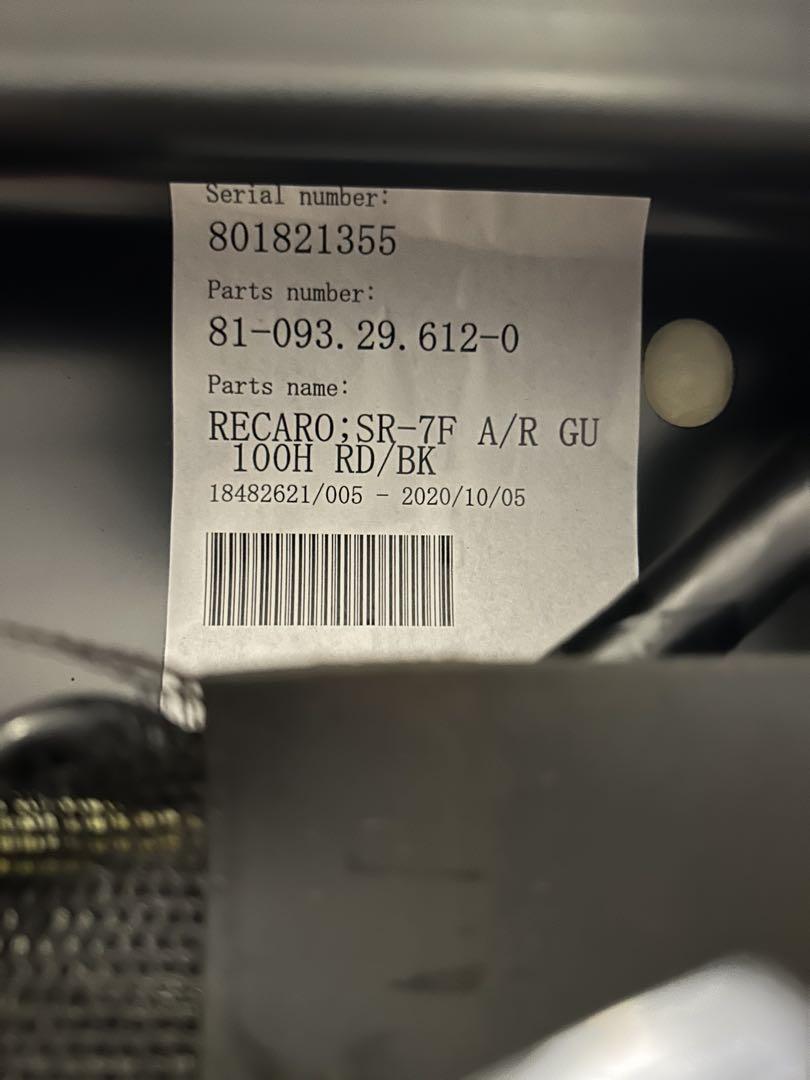 Serial number:
801821355
Parts number:
81-093.29.612-0
Parts name:
RECARO;SR-7F A/R GU
100H RD/BK
18482621/005 - 2020/10/05